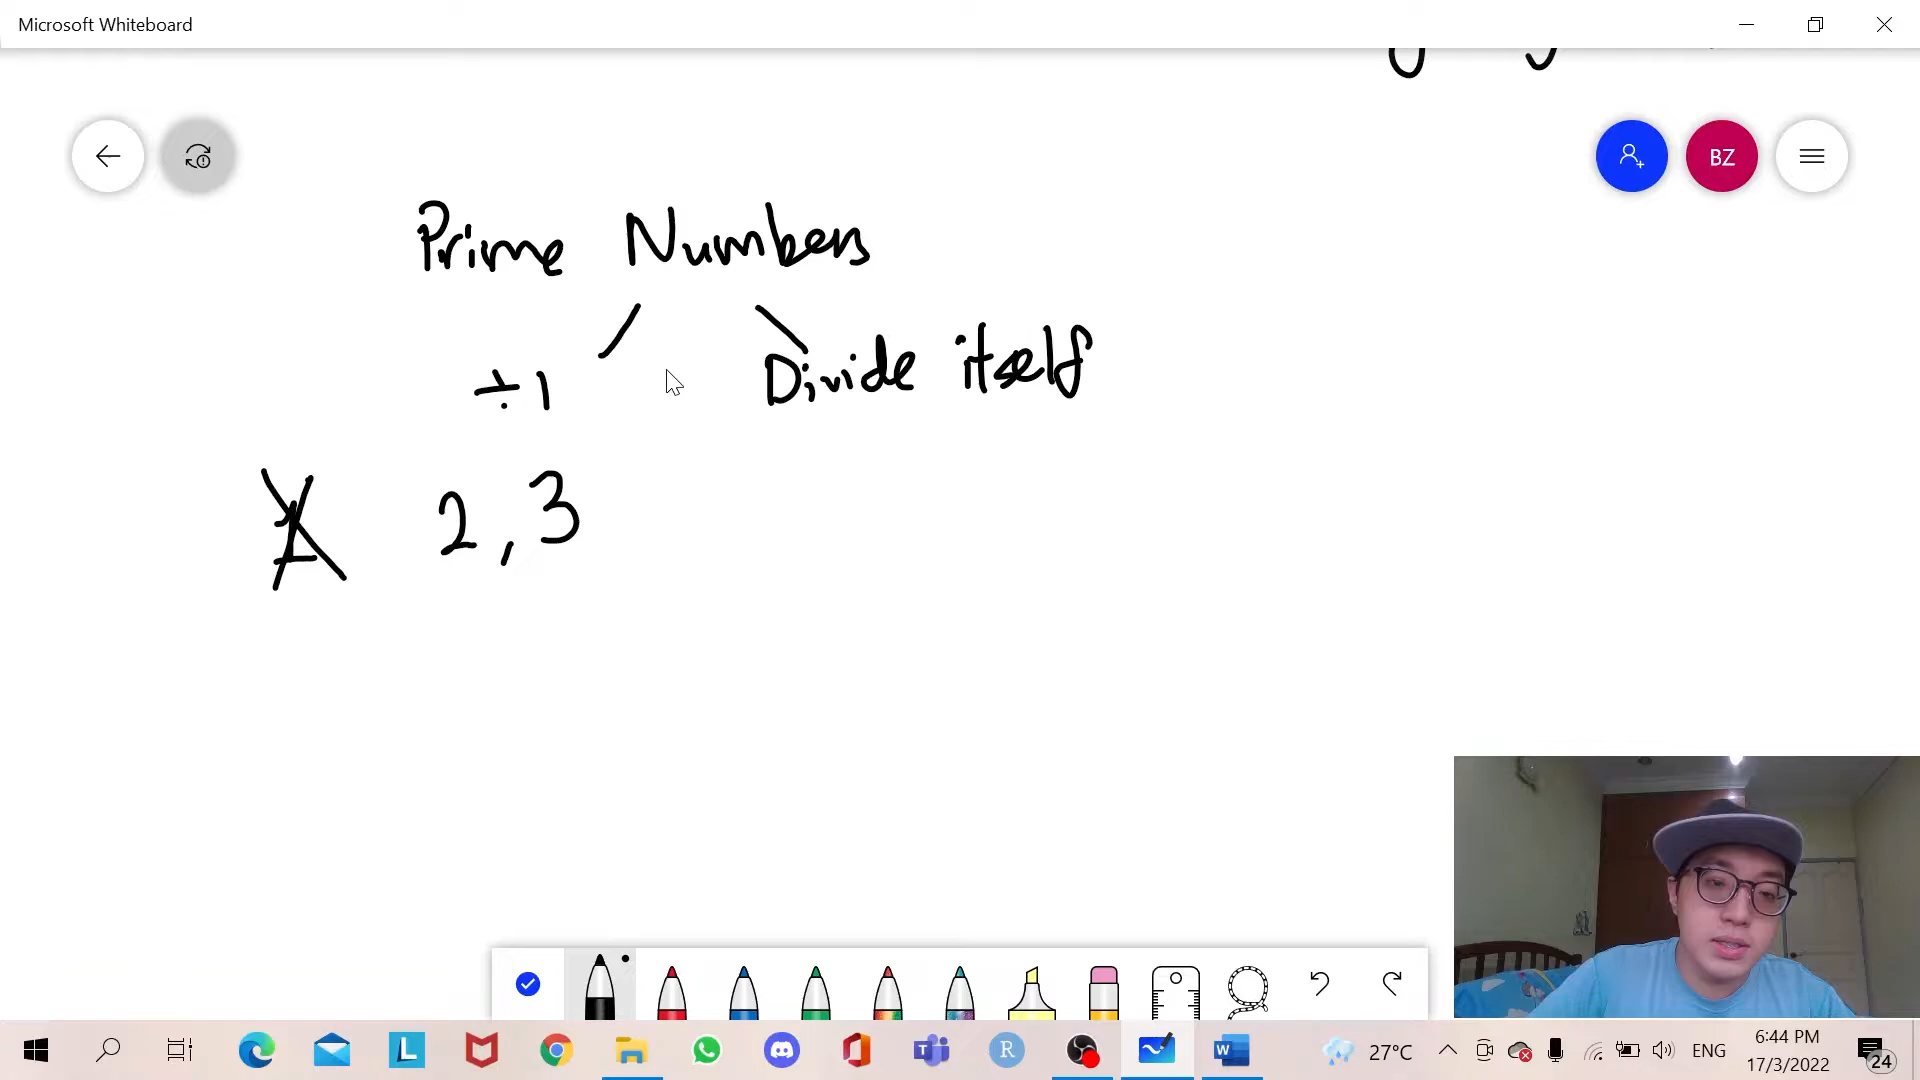 Microsoft Whiteboard
BZ
Prime Numbers
÷1 Divide itself
1 2, 3
L
R
W
27°C
ENG
6:44 PM
17/3/2022
24